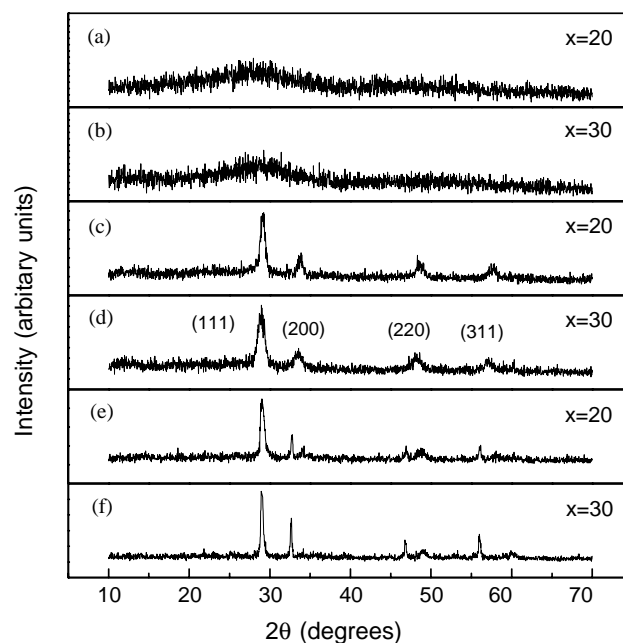 (a) x=20
(b) x=30
(c) x=20
(d) x=30
(111) (200) (220) (311)
(e) x=20
(f) x=30
Intensity (arbitary units)
10 20 30 40 50 60 70
2θ (degrees)